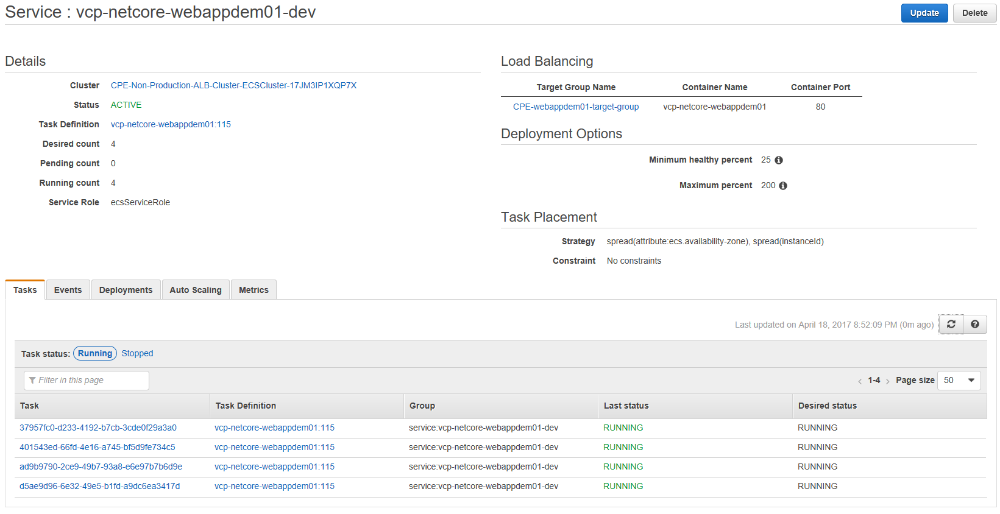 Service : vcp-netcore-webappdem01-dev
Update
Delete
Details
Cluster CPE-Non-Production-ALB-Cluster-ECSCluster-17JM3IP1XQP7X
Status ACTIVE
Task Definition vcp-netcore-webappdem01:115
Desired count 4
Pending count 0
Running count 4
Service Role ecsServiceRole
Load Balancing
Target Group Name Container Name Container Port
CPE-webappdem01-target-group vcp-netcore-webappdem01 80
Deployment Options
Minimum healthy percent 25
Maximum percent 200
Task Placement
Strategy spread(attribute:ecs.availability-zone), spread(instanceId)
Constraint No constraints
Tasks Events Deployments Auto Scaling Metrics
Last updated on April 18, 2017 8:52:09 PM (0m ago)
Task status: Running Stopped
Filter in this page
1-4 Page size 50
Task Task Definition Group Last status Desired status
37957fc0-d233-4192-b7cb-3cde0f29a3a0 vcp-netcore-webappdem01:115 service:vcp-netcore-webappdem01-dev RUNNING RUNNING
401543ed-66fd-4e16-a745-bf5d9fe734c5 vcp-netcore-webappdem01:115 service:vcp-netcore-webappdem01-dev RUNNING RUNNING
ad9b9790-2ce9-49b7-93a8-e6e97b7b6d9e vcp-netcore-webappdem01:115 service:vcp-netcore-webappdem01-dev RUNNING RUNNING
d5ae9d96-6e32-49e5-b1fd-a9dc6ea3417d vcp-netcore-webappdem01:115 service:vcp-netcore-webappdem01-dev RUNNING RUNNING